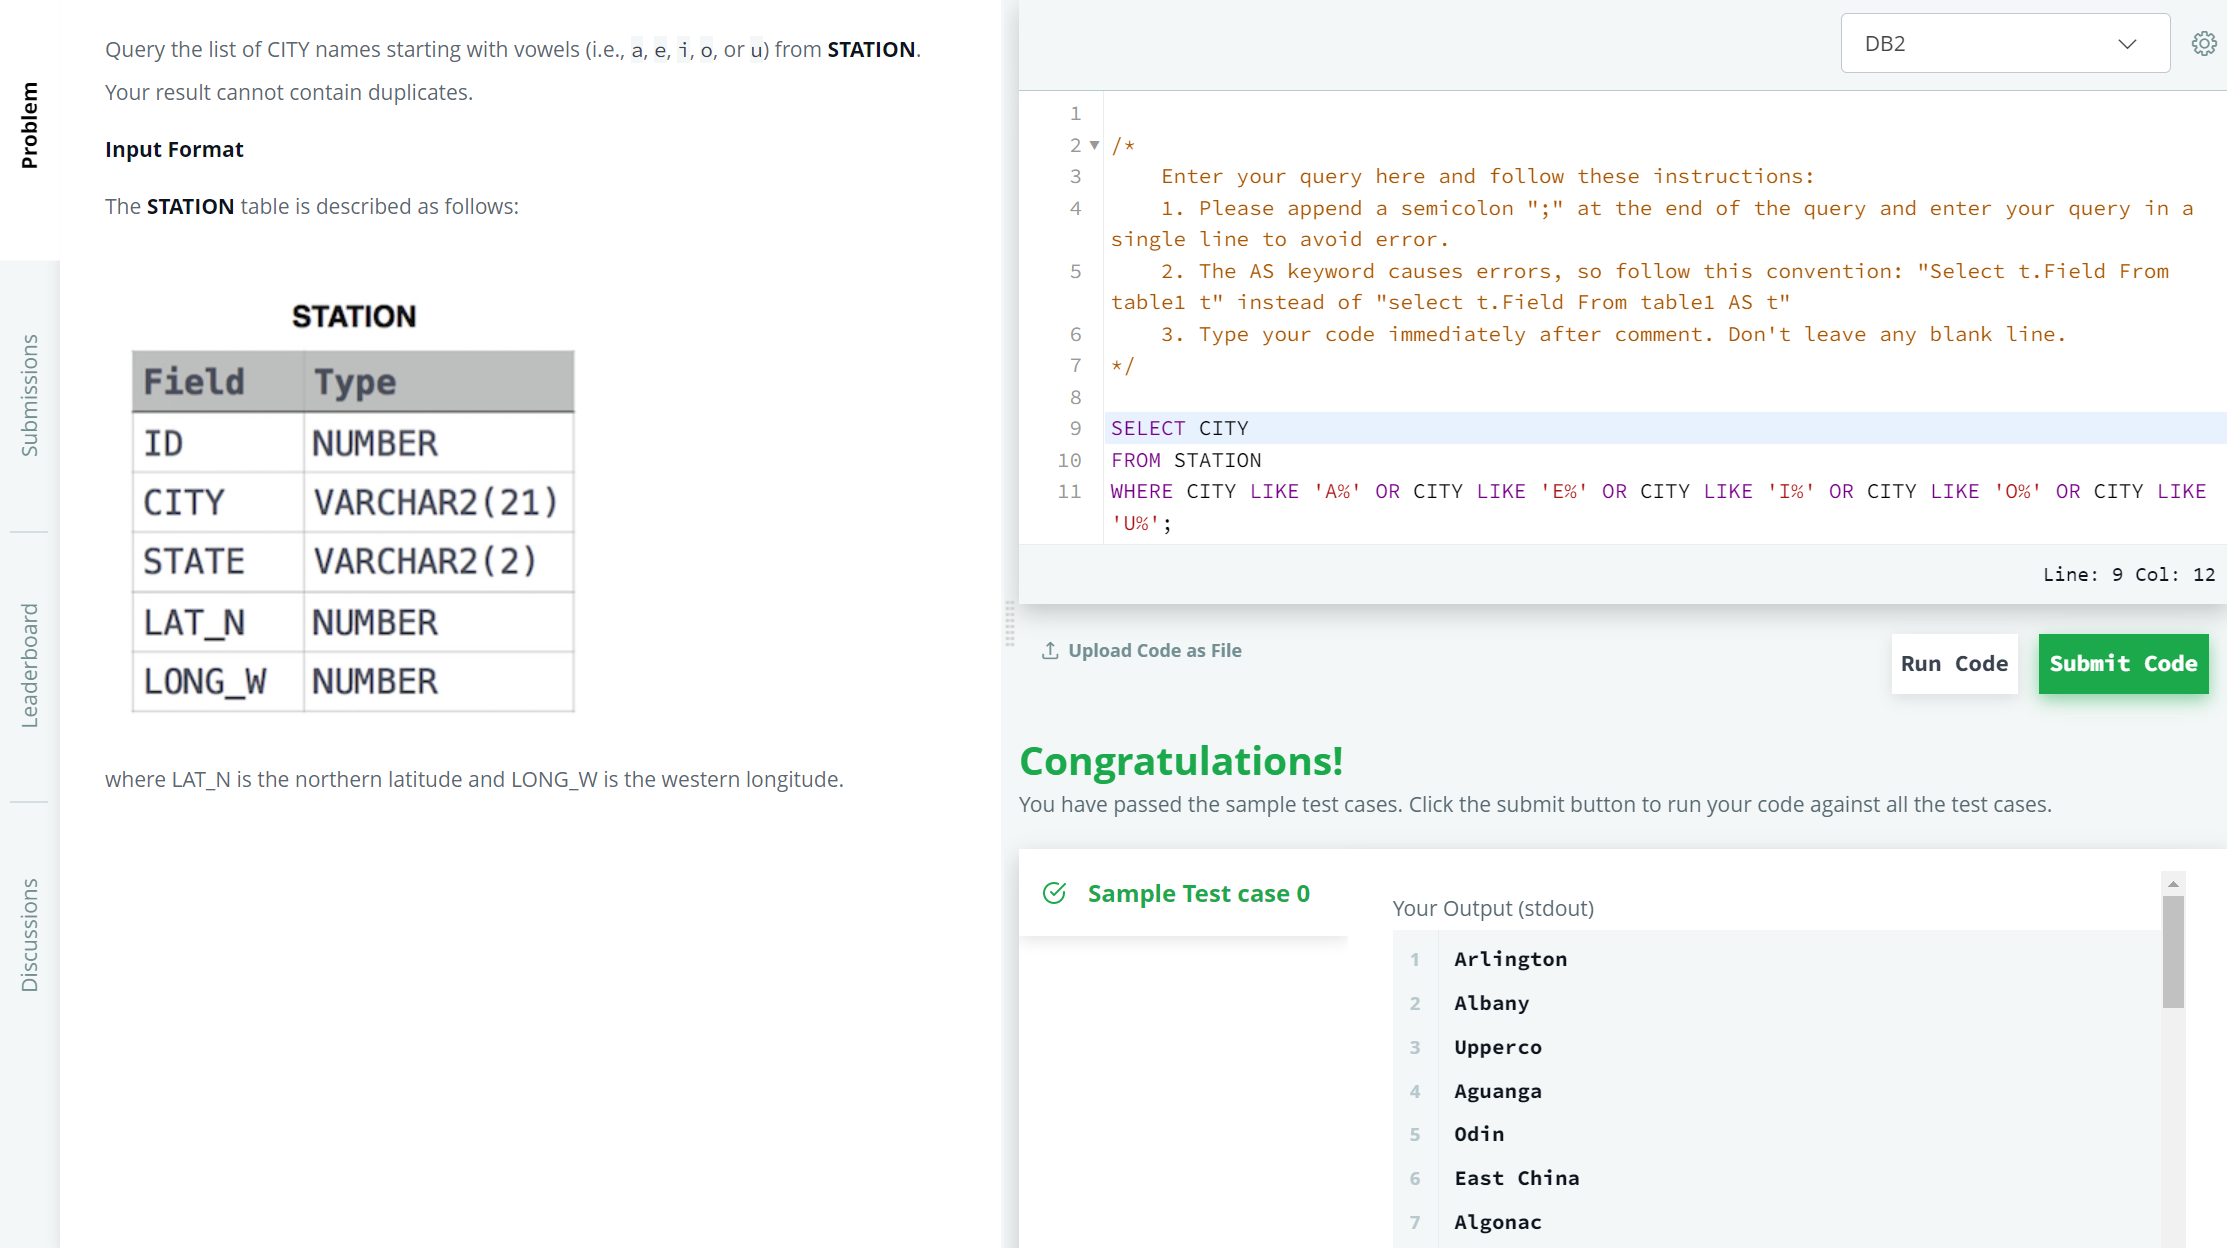 Problem
Submissions
Leaderboard
Discussions
Query the list of CITY names starting with vowels (i.e., a, e, i, o, or u) from STATION.
Your result cannot contain duplicates.
Input Format
The STATION table is described as follows:
STATION
Field Type
ID NUMBER
CITY VARCHAR2(21)
STATE VARCHAR2(2)
LAT_N NUMBER
LONG_W NUMBER
where LAT_N is the northern latitude and LONG_W is the western longitude.
DB2
1
2 /*
3 Enter your query here and follow these instructions:
4 1. Please append a semicolon ";" at the end of the query and enter your query in a
single line to avoid error.
5 2. The AS keyword causes errors, so follow this convention: "Select t.Field From
table1 t" instead of "select t.Field From table1 AS t"
6 3. Type your code immediately after comment. Don't leave any blank line.
7 */
8
9 SELECT CITY
10 FROM STATION
11 WHERE CITY LIKE 'A%' OR CITY LIKE 'E%' OR CITY LIKE 'I%' OR CITY LIKE 'O%' OR CITY LIKE
'U%';
Line: 9 Col: 12
Upload Code as File
Run Code
Submit Code
Congratulations!
You have passed the sample test cases. Click the submit button to run your code against all the test cases.
Sample Test case 0
Your Output (stdout)
1 Arlington
2 Albany
3 Upperco
4 Aguanga
5 Odin
6 East China
7 Algonac